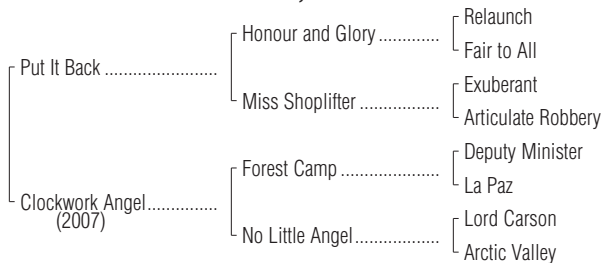 Relaunch
Honour and Glory ............
Fair to All
Put It Back ......................
Exuberant
Miss Shoplifter ................
Articulate Robbery
Deputy Minister
Forest Camp ...................
La Paz
Clockwork Angel..............
(2007)
Lord Carson
No Little Angel.................
Arctic Valley